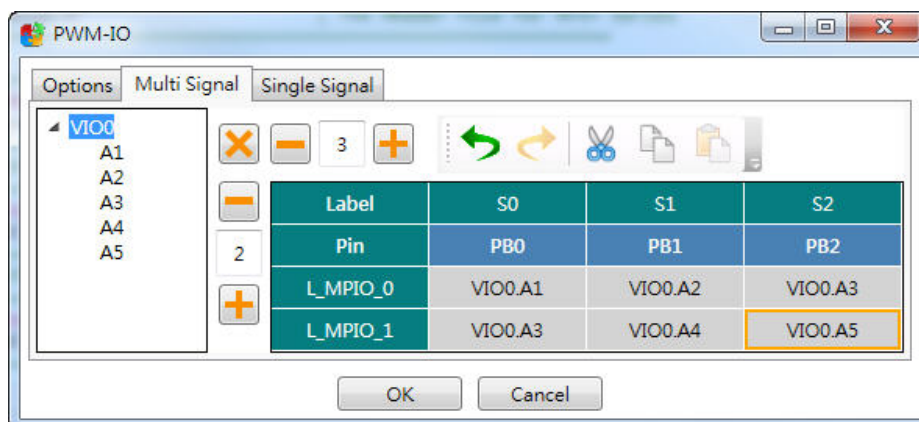 PWM-IO
Options Multi Signal Single Signal
VIO0
A1
A2
A3
A4
A5
3
2
Label S0 S1 S2
Pin PB0 PB1 PB2
L_MPIO_0 VIO0.A1 VIO0.A2 VIO0.A3
L_MPIO_1 VIO0.A3 VIO0.A4 VIO0.A5
OK Cancel